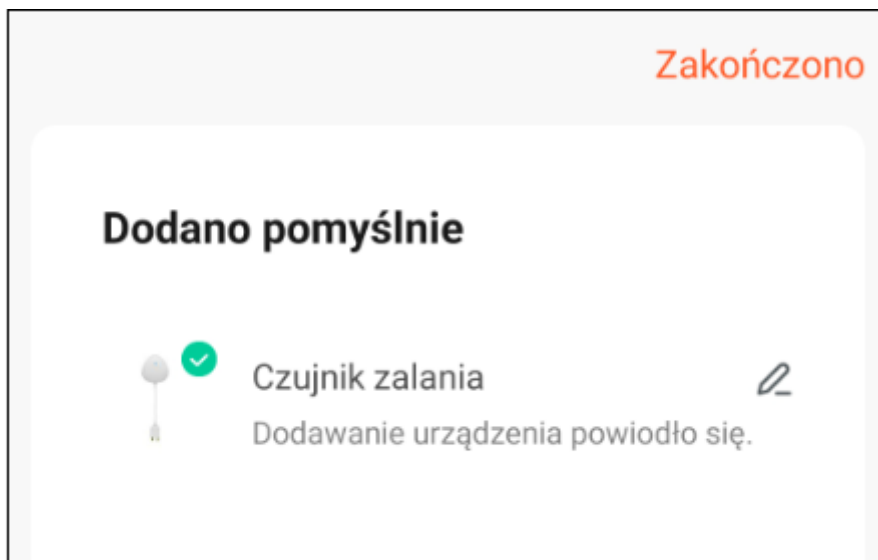 Zakończono
Dodano pomyślnie
Czujnik zalania
Dodawanie urządzenia powiodło się.